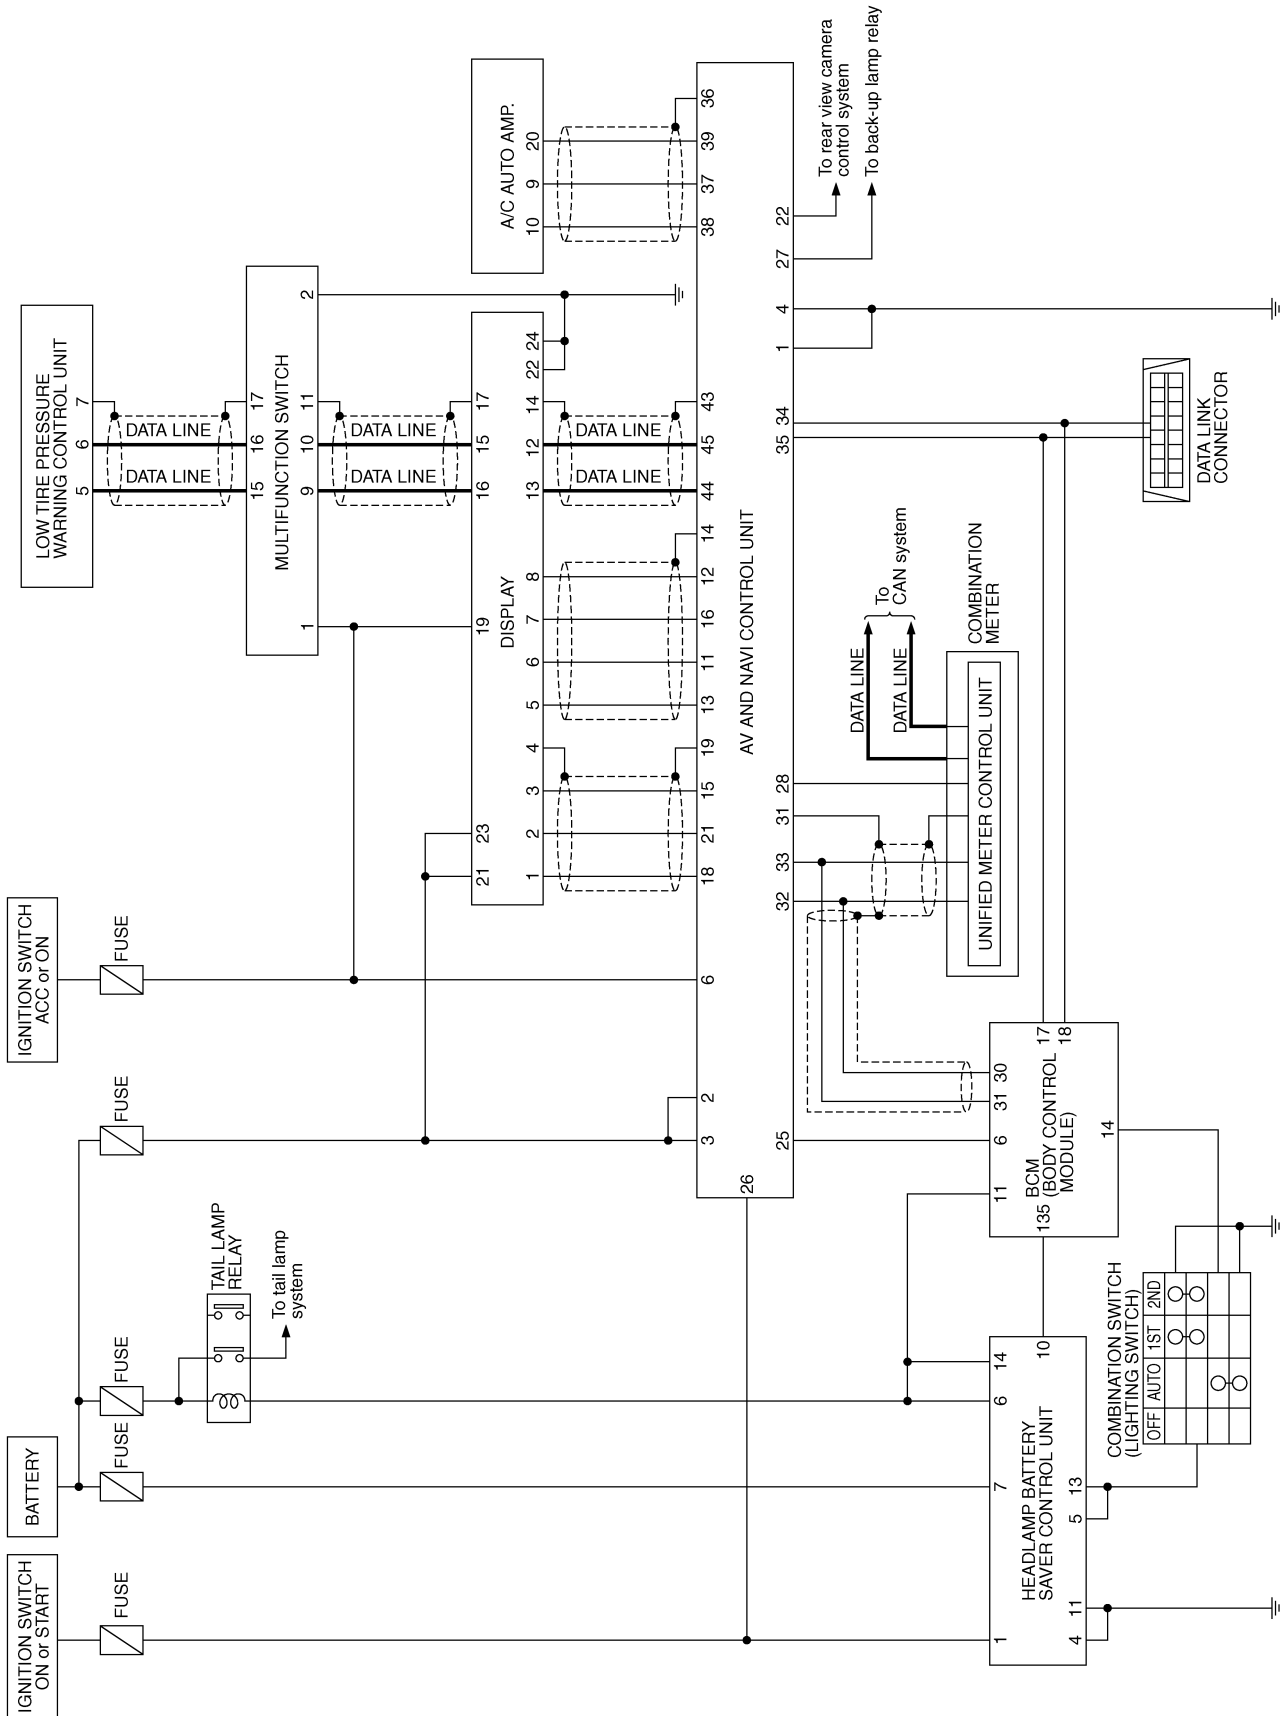 IGNITION SWITCH
ON or START
FUSE
BATTERY
FUSE
FUSE
TAIL LAMP
RELAY
To tail lamp
system
FUSE
IGNITION SWITCH
ACC or ON
FUSE
LOW TIRE PRESSURE
WARNING CONTROL UNIT
5
6
7
DATA LINE
DATA LINE
MULTIFUNCTION SWITCH
15
16
17
1
9
10
11
2
DATA LINE
DATA LINE
DISPLAY
21
23
19
16
15
17
1
2
3
4
5
6
7
8
13
12
14
22
24
DATA LINE
DATA LINE
A/C AUTO AMP.
10
9
20
AV AND NAVI CONTROL UNIT
26
3
2
6
18
21
15
19
13
11
16
12
14
44
45
43
38
37
39
36
25
32
33
31
28
35
34
1
4
27
22
To rear view camera
control system
To back-up lamp relay
DATA LINE
DATA LINE
To
CAN system
COMBINATION
METER
UNIFIED METER CONTROL UNIT
DATA LINK
CONNECTOR
BCM
(BODY CONTROL
MODULE)
11
6
31
30
17
18
135
14
HEADLAMP BATTERY
SAVER CONTROL UNIT
1
7
6
14
10
4
11
5
13
COMBINATION SWITCH
(LIGHTING SWITCH)
OFF
AUTO
1ST
2ND